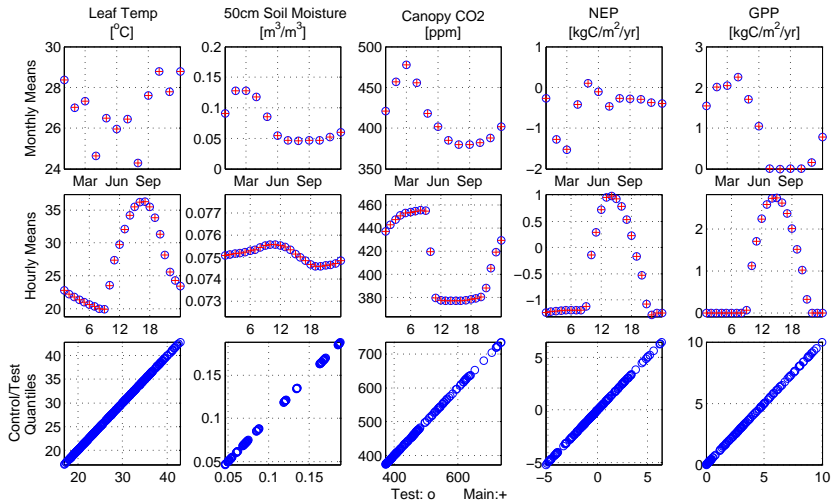 Leaf Temp 50cm Soil Moisture Canopy CO2 NEP GPP
[°C] [m³/m³] [ppm] [kgC/m²/yr] [kgC/m²/yr]
Monthly Means
30 28 26 24
0.2 0.15 0.1 0.05 0
500 450 400 350
1 0 −1 −2
3 2 1 0
Mar Jun Sep Mar Jun Sep Mar Jun Sep Mar Jun Sep Mar Jun Sep
Hourly Means
35 30 25 20
0.077 0.075 0.073
460 440 420 400 380
1 0.5 0 −0.5 −1
2 1 0
6 12 18 6 12 18 6 12 18 6 12 18 6 12 18
Control/Test
Quantiles
40 35 30 25 20
0.15 0.1 0.05
700 600 500 400
5 0 −5
10 5 0
20 30 40 0.05 0.1 0.15 400 600 −5 0 5 0 5 10
Test: o Main:+